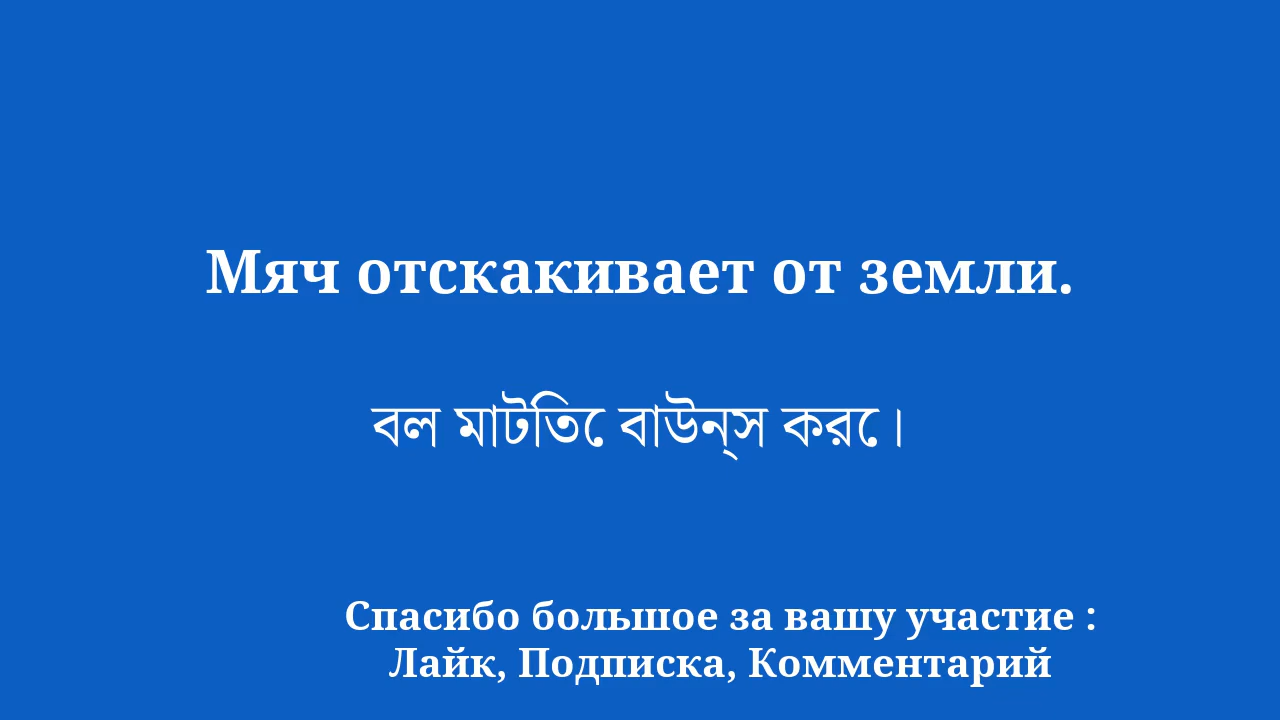 Мяч отскакивает от земли.
বল মাটিতে বাউন্স করে।
Спасибо большое за вашу участие :
Лайк, Подписка, Комментарий